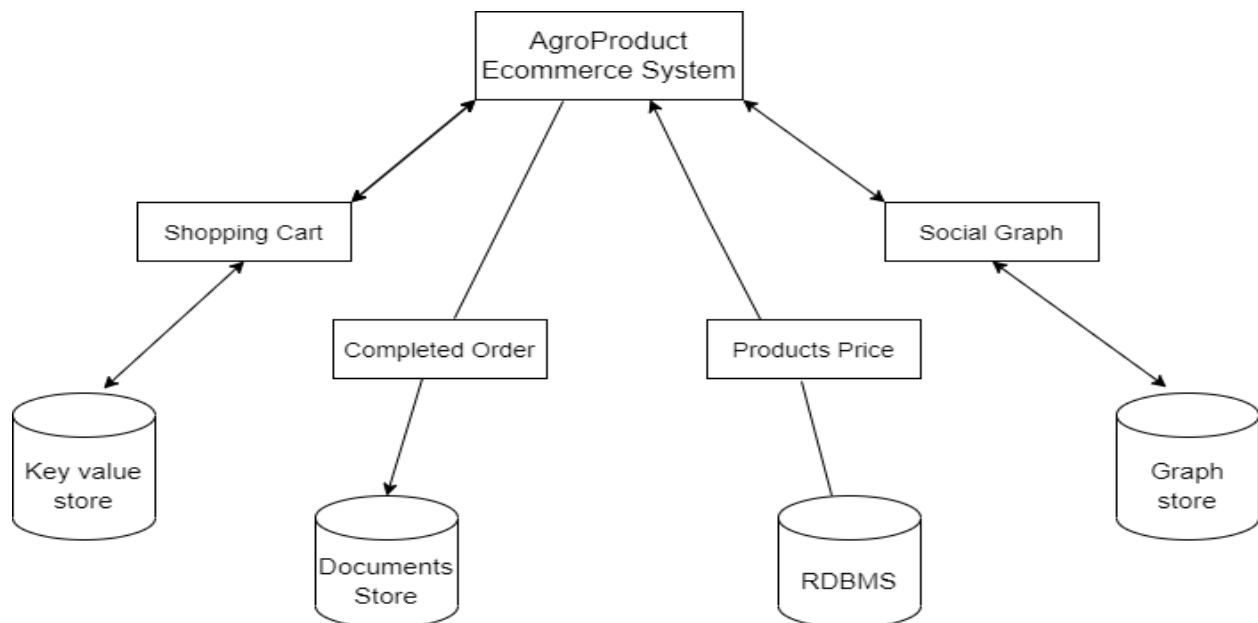 AgroProduct
Ecommerce System
Shopping Cart
Social Graph
Completed Order
Products Price
Key value
store
Graph
store
Documents
Store
RDBMS